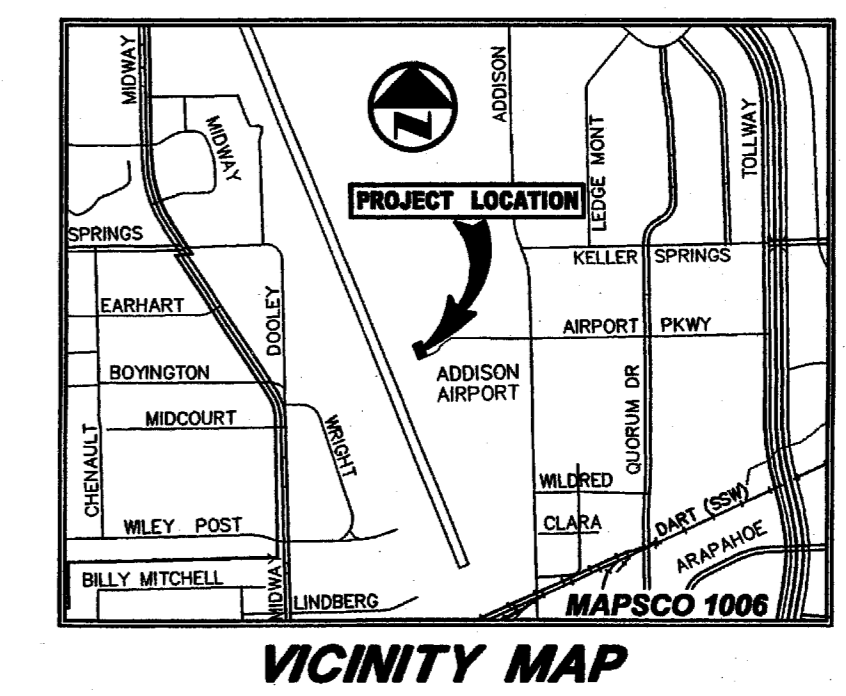 MIDWAY
ADDISON
TOLLWAY
MIDWAY
LEDGE MONT
N
PROJECT LOCATION
SPRINGS
KELLER SPRINGS
EARHART
DOOLEY
AIRPORT PKWY
BOYINGTON
ADDISON
AIRPORT
QUORUM DR
MIDCOURT
CHENAULT
WRIGHT
WILDRED
DART (SSW)
WILEY POST
CLARA
ARAPAHOE
BILLY MITCHELL
MIDWAY
LINDBERG
MAPSCO 1006
VICINITY MAP